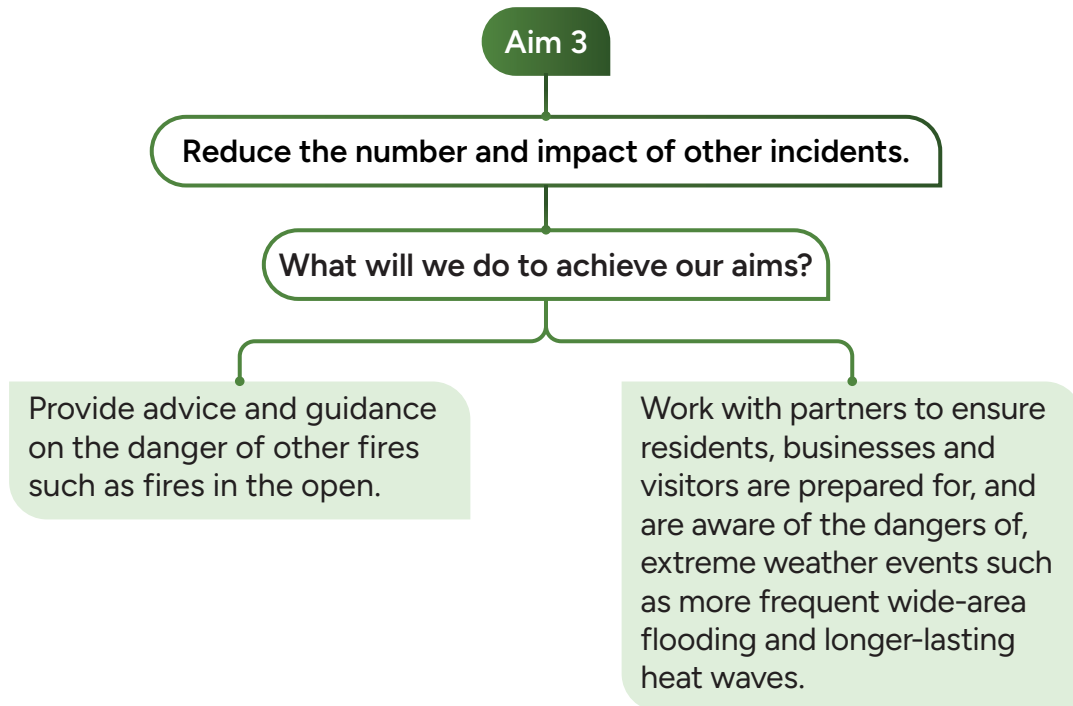 Aim 3
Reduce the number and impact of other incidents.
What will we do to achieve our aims?
Provide advice and guidance
on the danger of other fires
such as fires in the open.
Work with partners to ensure
residents, businesses and
visitors are prepared for, and
are aware of the dangers of,
extreme weather events such
as more frequent wide-area
flooding and longer-lasting
heat waves.